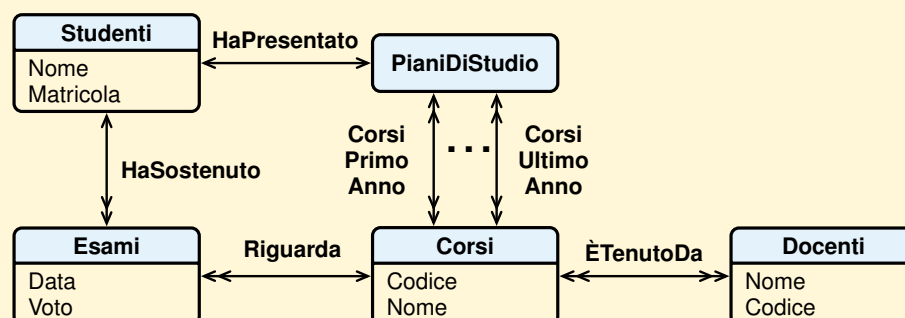 Studenti
Nome
Matricola
HaPresentato
PianiDiStudio
HaSostenuto
Corsi
Primo
Anno
...
Corsi
Ultimo
Anno
Esami
Data
Voto
Riguarda
Corsi
Codice
Nome
ÈTenutoDa
Docenti
Nome
Codice